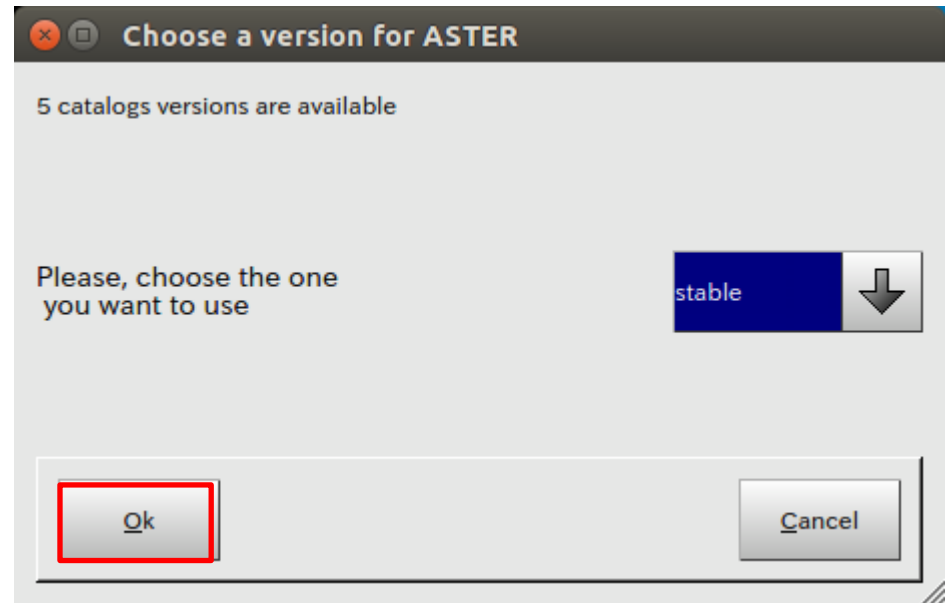 Choose a version for ASTER
5 catalogs versions are available
Please, choose the one
you want to use
stable
Ok
Cancel